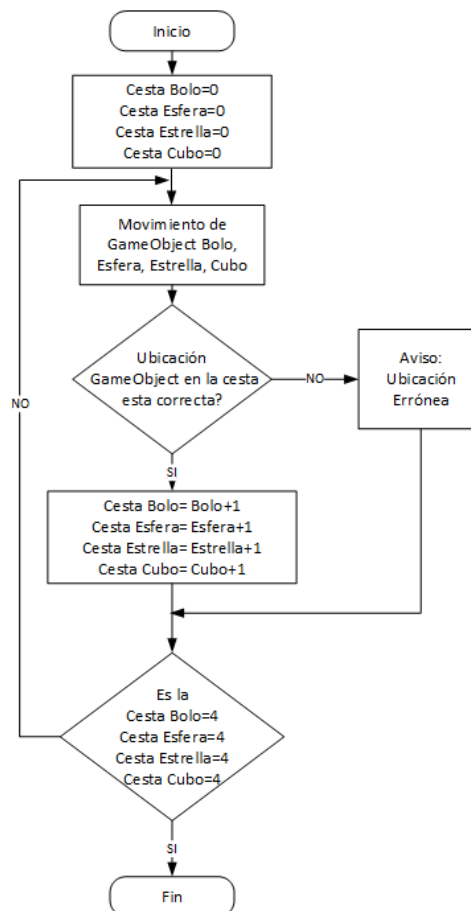 Inicio
Cesta Bolo=0
Cesta Esfera=0
Cesta Estrella=0
Cesta Cubo=0
Movimiento de
GameObject Bolo,
Esfera, Estrella, Cubo
Ubicación
GameObject en la cesta
esta correcta?
NO
Aviso:
Ubicación
Errónea
NO
SI
Cesta Bolo= Bolo+1
Cesta Esfera= Esfera+1
Cesta Estrella= Estrella+1
Cesta Cubo= Cubo+1
Es la
Cesta Bolo=4
Cesta Esfera=4
Cesta Estrella=4
Cesta Cubo=4
SI
Fin